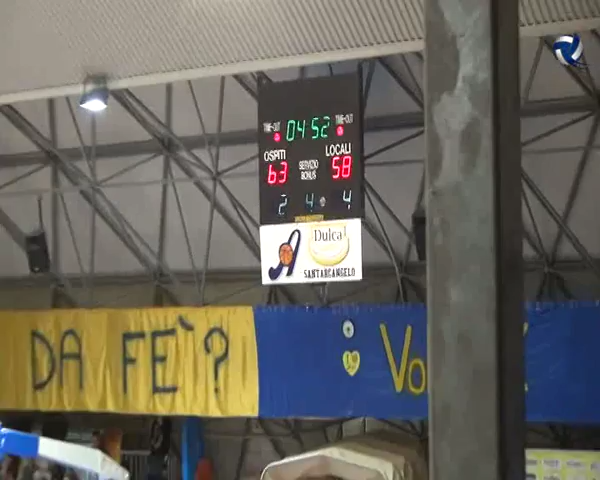 TIME-OUT 04:52 TIME-OUT
OSPITI LOCALI
63 SERVIZIO 58
BONUS
2 4 4
Dulca
SANTARCANGELO
DA FE' ?
Vo